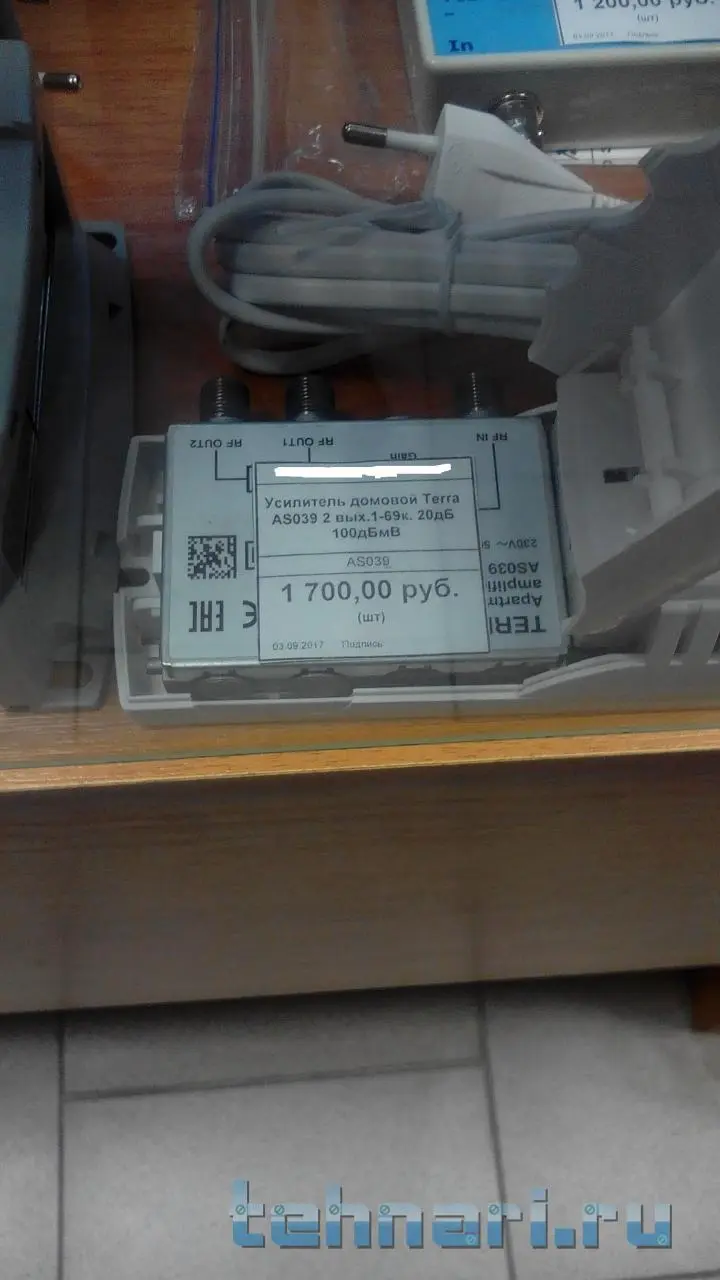 1 200,00 руб.
(шт)
In
RF OUT2
RF OUT1
Gain
RF IN
Усилитель домовой Terra
AS039 2 вых.1-69к. 20дБ
100дБмВ
AS039
1 700,00 руб.
(шт)
03.09.2017 Подпись
230V~
AS039
EAC
tehnari.ru